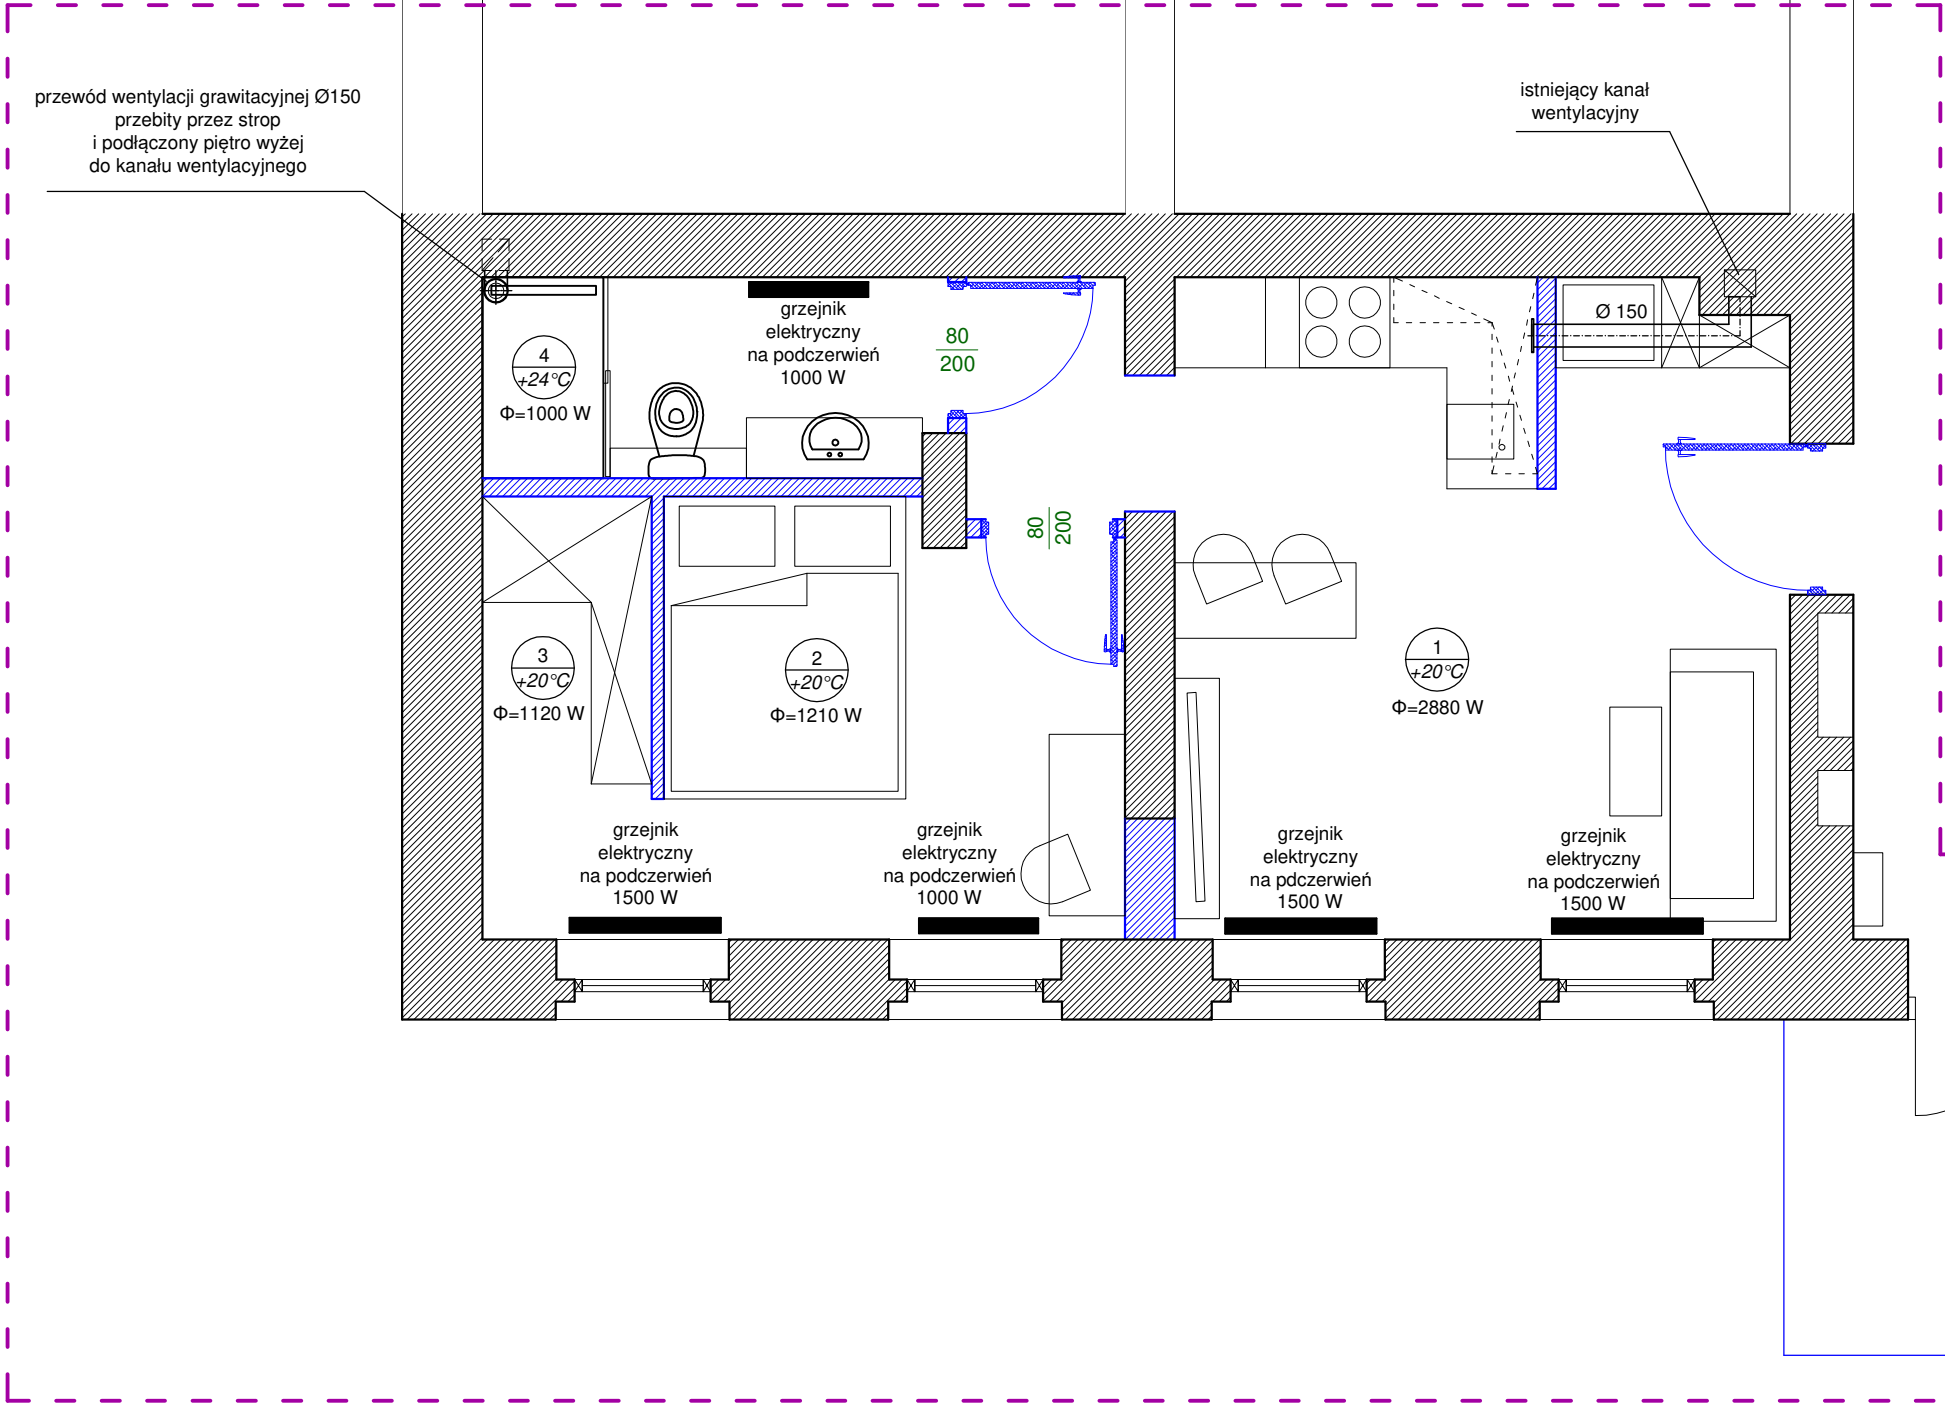 przewód wentylacji grawitacyjnej Ø150
przebity przez strop
i podłączony piętro wyżej
do kanału wentylacyjnego
istniejący kanał
wentylacyjny
grzejnik
elektryczny
na podczerwień
1000 W
80
200
Ø 150
4
+24°C
Φ=1000 W
80
200
3
+20°C
Φ=1120 W
2
+20°C
Φ=1210 W
1
+20°C
Φ=2880 W
grzejnik
elektryczny
na podczerwień
1500 W
grzejnik
elektryczny
na podczerwień
1000 W
grzejnik
elektryczny
na pdczerwień
1500 W
grzejnik
elektryczny
na podczerwień
1500 W